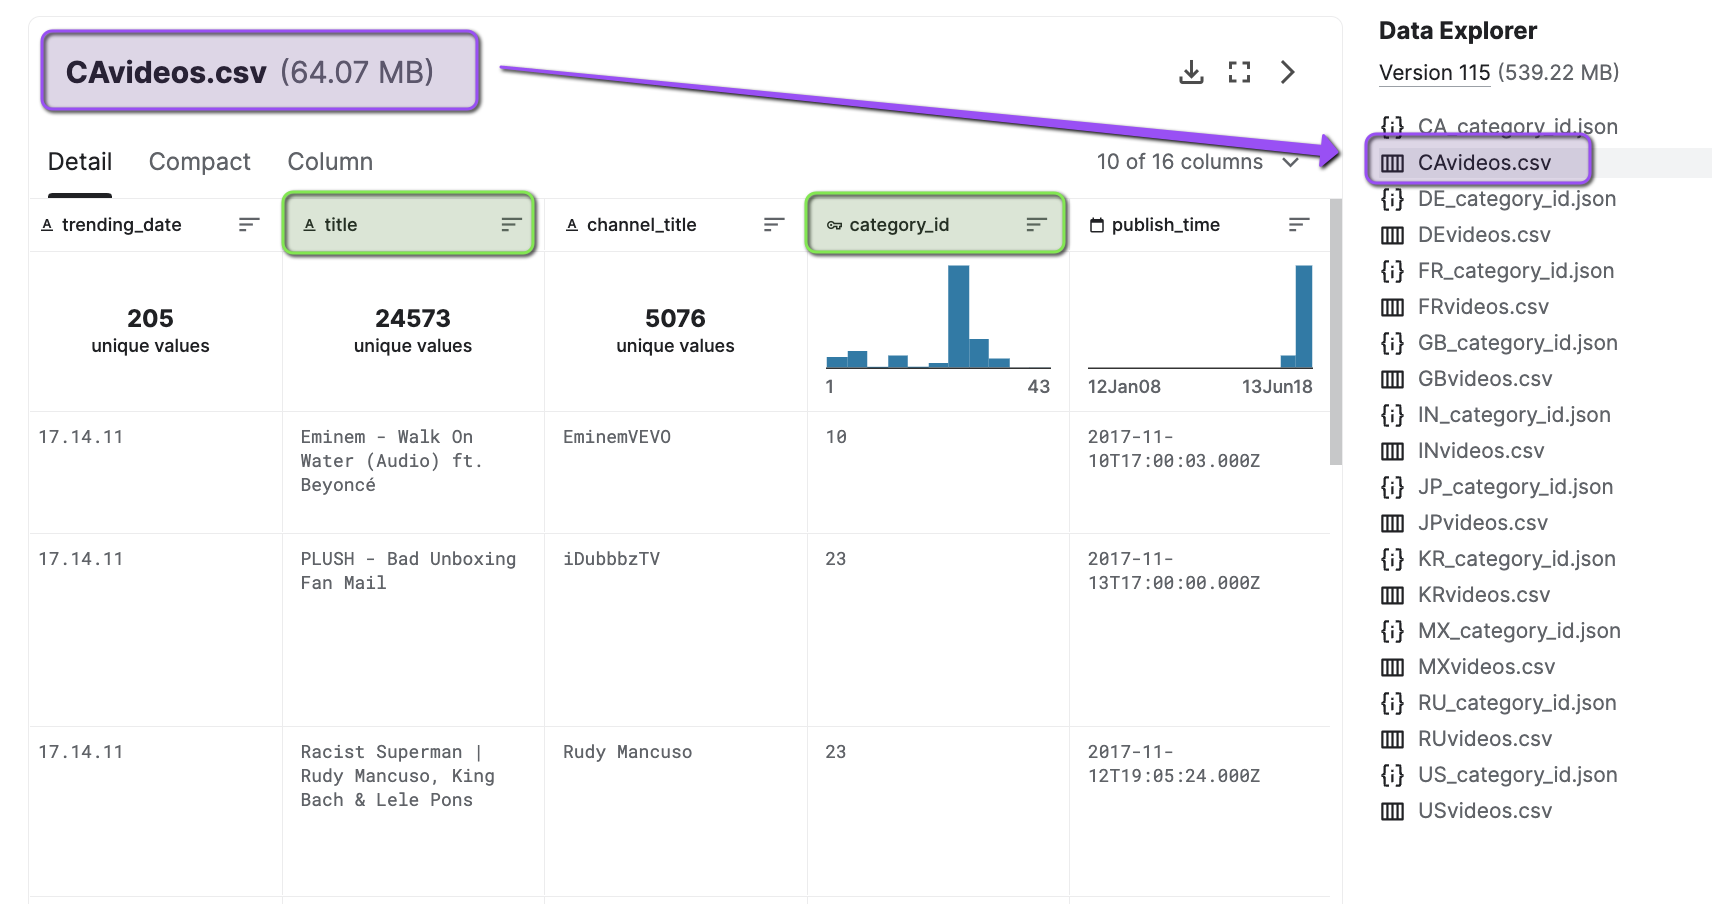 CAvideos.csv (64.07 MB)
Detail Compact Column
10 of 16 columns
trending_date title channel_title category_id publish_time
205
unique values
24573
unique values
5076
unique values
1 43
12Jan08 13Jun18
17.14.11
Eminem - Walk On
Water (Audio) ft.
Beyoncé
EminemVEVO
10
2017-11-
10T17:00:03.000Z
17.14.11
PLUSH - Bad Unboxing
Fan Mail
iDubbbzTV
23
2017-11-
13T17:00:00.000Z
17.14.11
Racist Superman |
Rudy Mancuso, King
Bach & Lele Pons
Rudy Mancuso
23
2017-11-
12T19:05:24.000Z
Data Explorer
Version 115 (539.22 MB)
CA_category_id.json
CAvideos.csv
DE_category_id.json
DEvideos.csv
FR_category_id.json
FRvideos.csv
GB_category_id.json
GBvideos.csv
IN_category_id.json
INvideos.csv
JP_category_id.json
JPvideos.csv
KR_category_id.json
KRvideos.csv
MX_category_id.json
MXvideos.csv
RU_category_id.json
RUvideos.csv
US_category_id.json
USvideos.csv